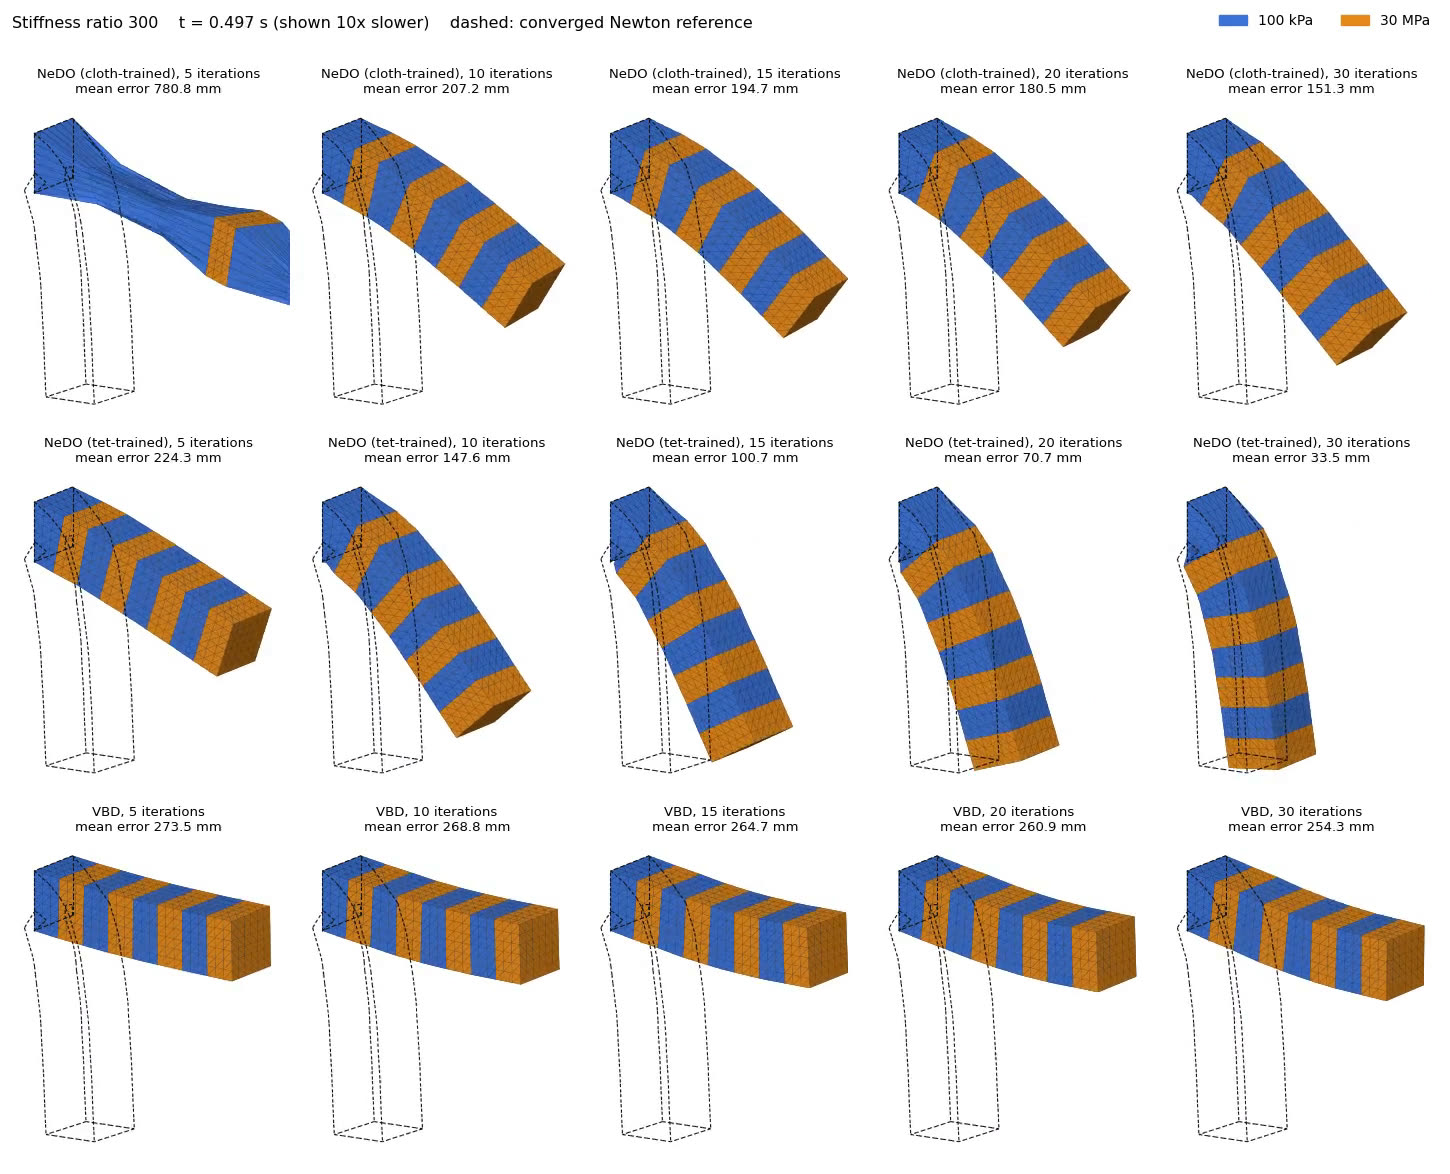 Stiffness ratio 300    t = 0.497 s (shown 10x slower)    dashed: converged Newton reference
100 kPa
30 MPa
NeDO (cloth-trained), 5 iterations
mean error 780.8 mm
NeDO (cloth-trained), 10 iterations
mean error 207.2 mm
NeDO (cloth-trained), 15 iterations
mean error 194.7 mm
NeDO (cloth-trained), 20 iterations
mean error 180.5 mm
NeDO (cloth-trained), 30 iterations
mean error 151.3 mm
NeDO (tet-trained), 5 iterations
mean error 224.3 mm
NeDO (tet-trained), 10 iterations
mean error 147.6 mm
NeDO (tet-trained), 15 iterations
mean error 100.7 mm
NeDO (tet-trained), 20 iterations
mean error 70.7 mm
NeDO (tet-trained), 30 iterations
mean error 33.5 mm
VBD, 5 iterations
mean error 273.5 mm
VBD, 10 iterations
mean error 268.8 mm
VBD, 15 iterations
mean error 264.7 mm
VBD, 20 iterations
mean error 260.9 mm
VBD, 30 iterations
mean error 254.3 mm